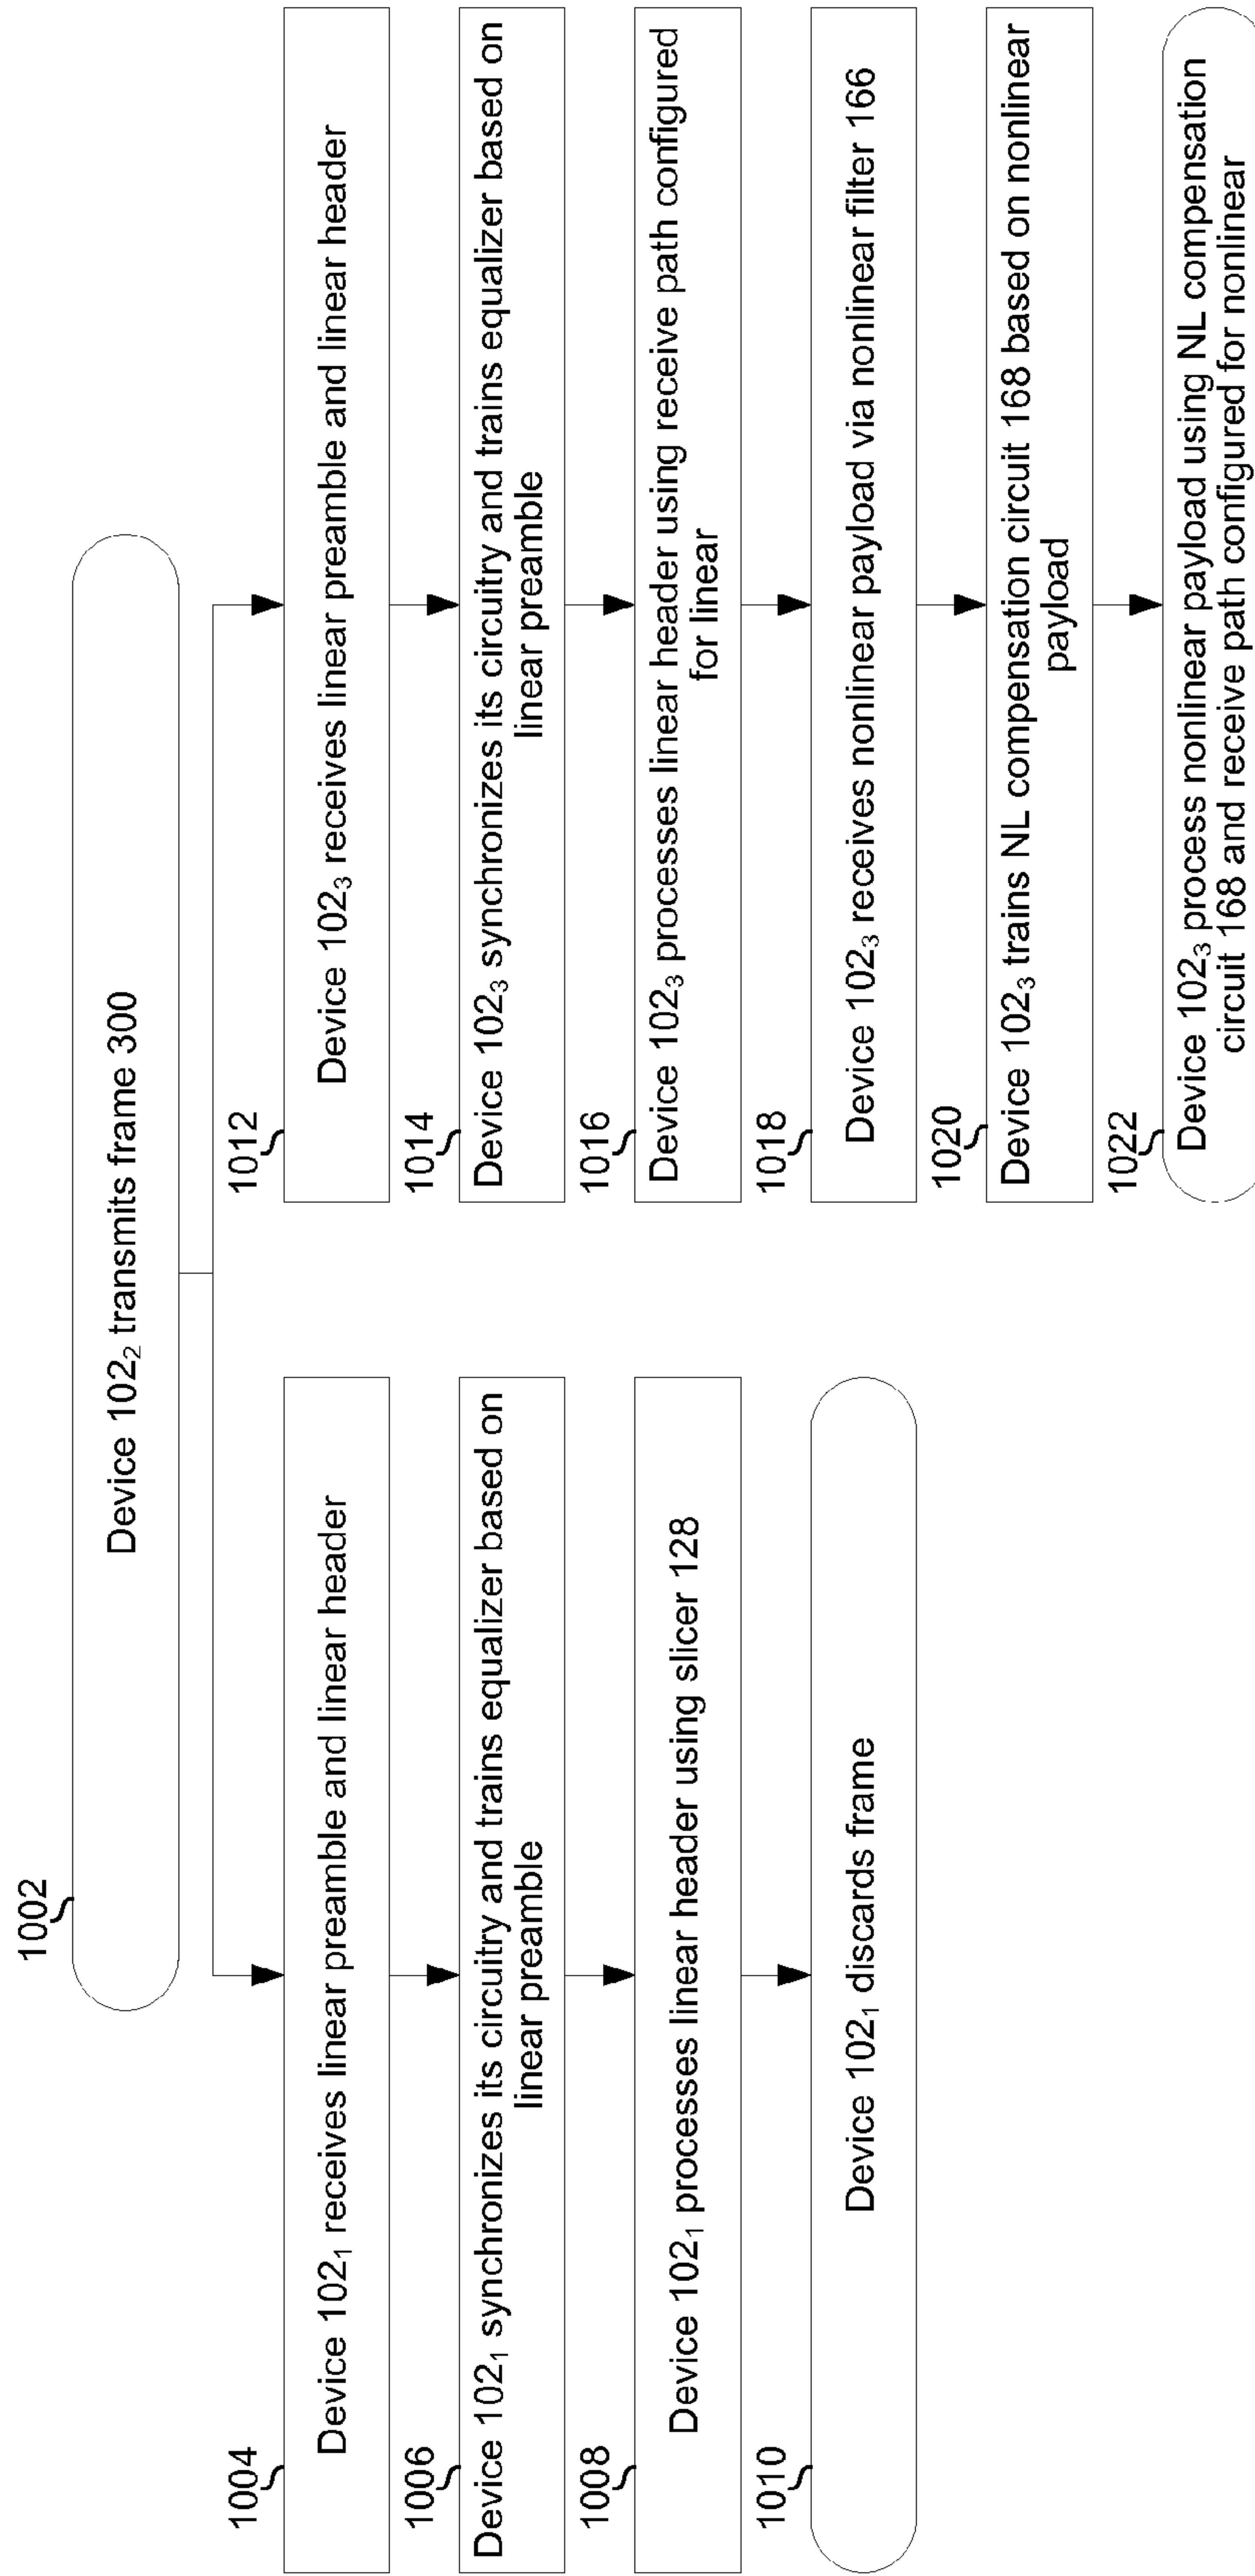 1002
Device 102₂ transmits frame 300
1004
Device 102₁ receives linear preamble and linear header
1006
Device 102₁ synchronizes its circuitry and trains equalizer based on
linear preamble
1008
Device 102₁ processes linear header using slicer 128
1010
Device 102₁ discards frame
1012
Device 102₃ receives linear preamble and linear header
1014
Device 102₃ synchronizes its circuitry and trains equalizer based on
linear preamble
1016
Device 102₃ processes linear header using receive path configured
for linear
1018
Device 102₃ receives nonlinear payload via nonlinear filter 166
1020
Device 102₃ trains NL compensation circuit 168 based on nonlinear
payload
1022
Device 102₃ process nonlinear payload using NL compensation
circuit 168 and receive path configured for nonlinear